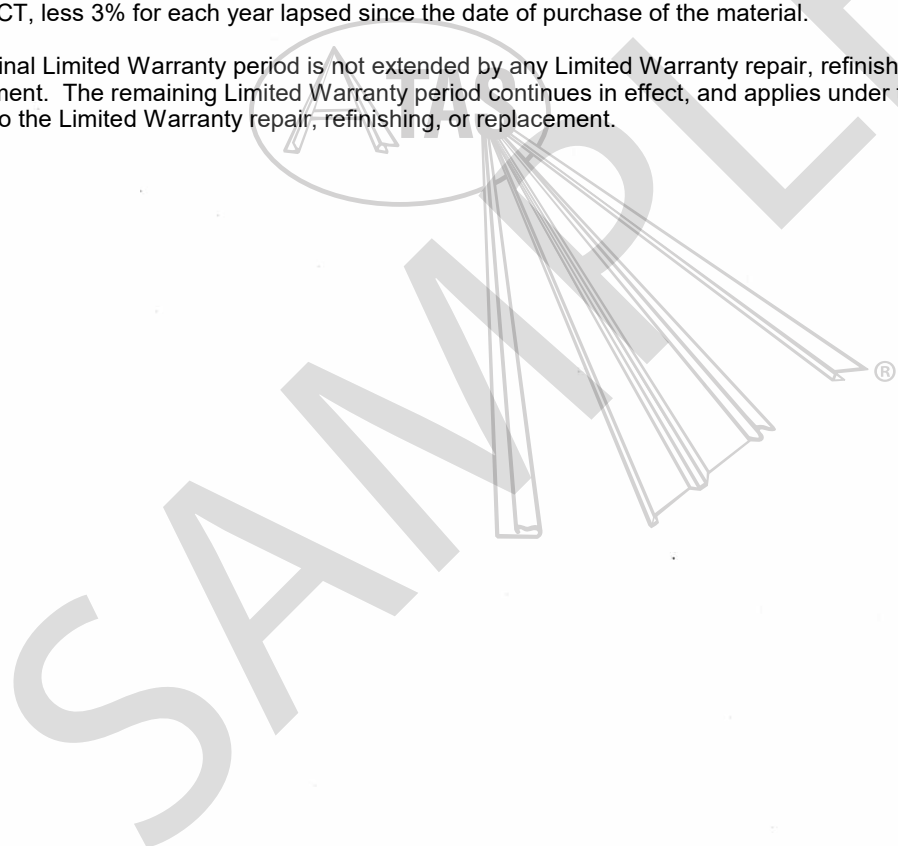 CT, less 3% for each year lapsed since the date of purchase of the material.
inal Limited Warranty period is not extended by any Limited Warranty repair, refinish
ment. The remaining Limited Warranty period continues in effect, and applies under
o the Limited Warranty repair, refinishing, or replacement.
ATAS
®
SAMPLE